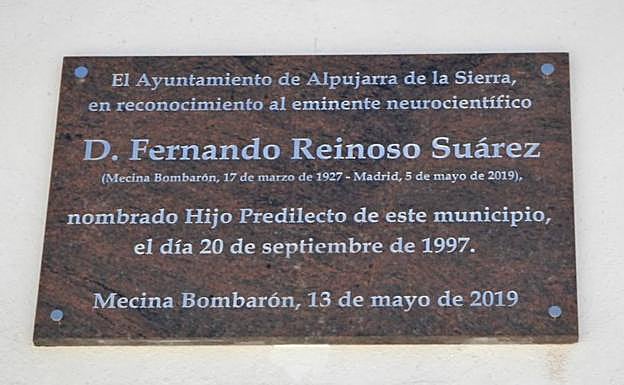 El Ayuntamiento de Alpujarra de la Sierra,
en reconocimiento al eminente neurocientífico
D. Fernando Reinoso Suárez
(Mecina Bombarón, 17 de marzo de 1927 - Madrid, 5 de mayo de 2019),
nombrado Hijo Predilecto de este municipio,
el día 20 de septiembre de 1997.
Mecina Bombarón, 13 de mayo de 2019